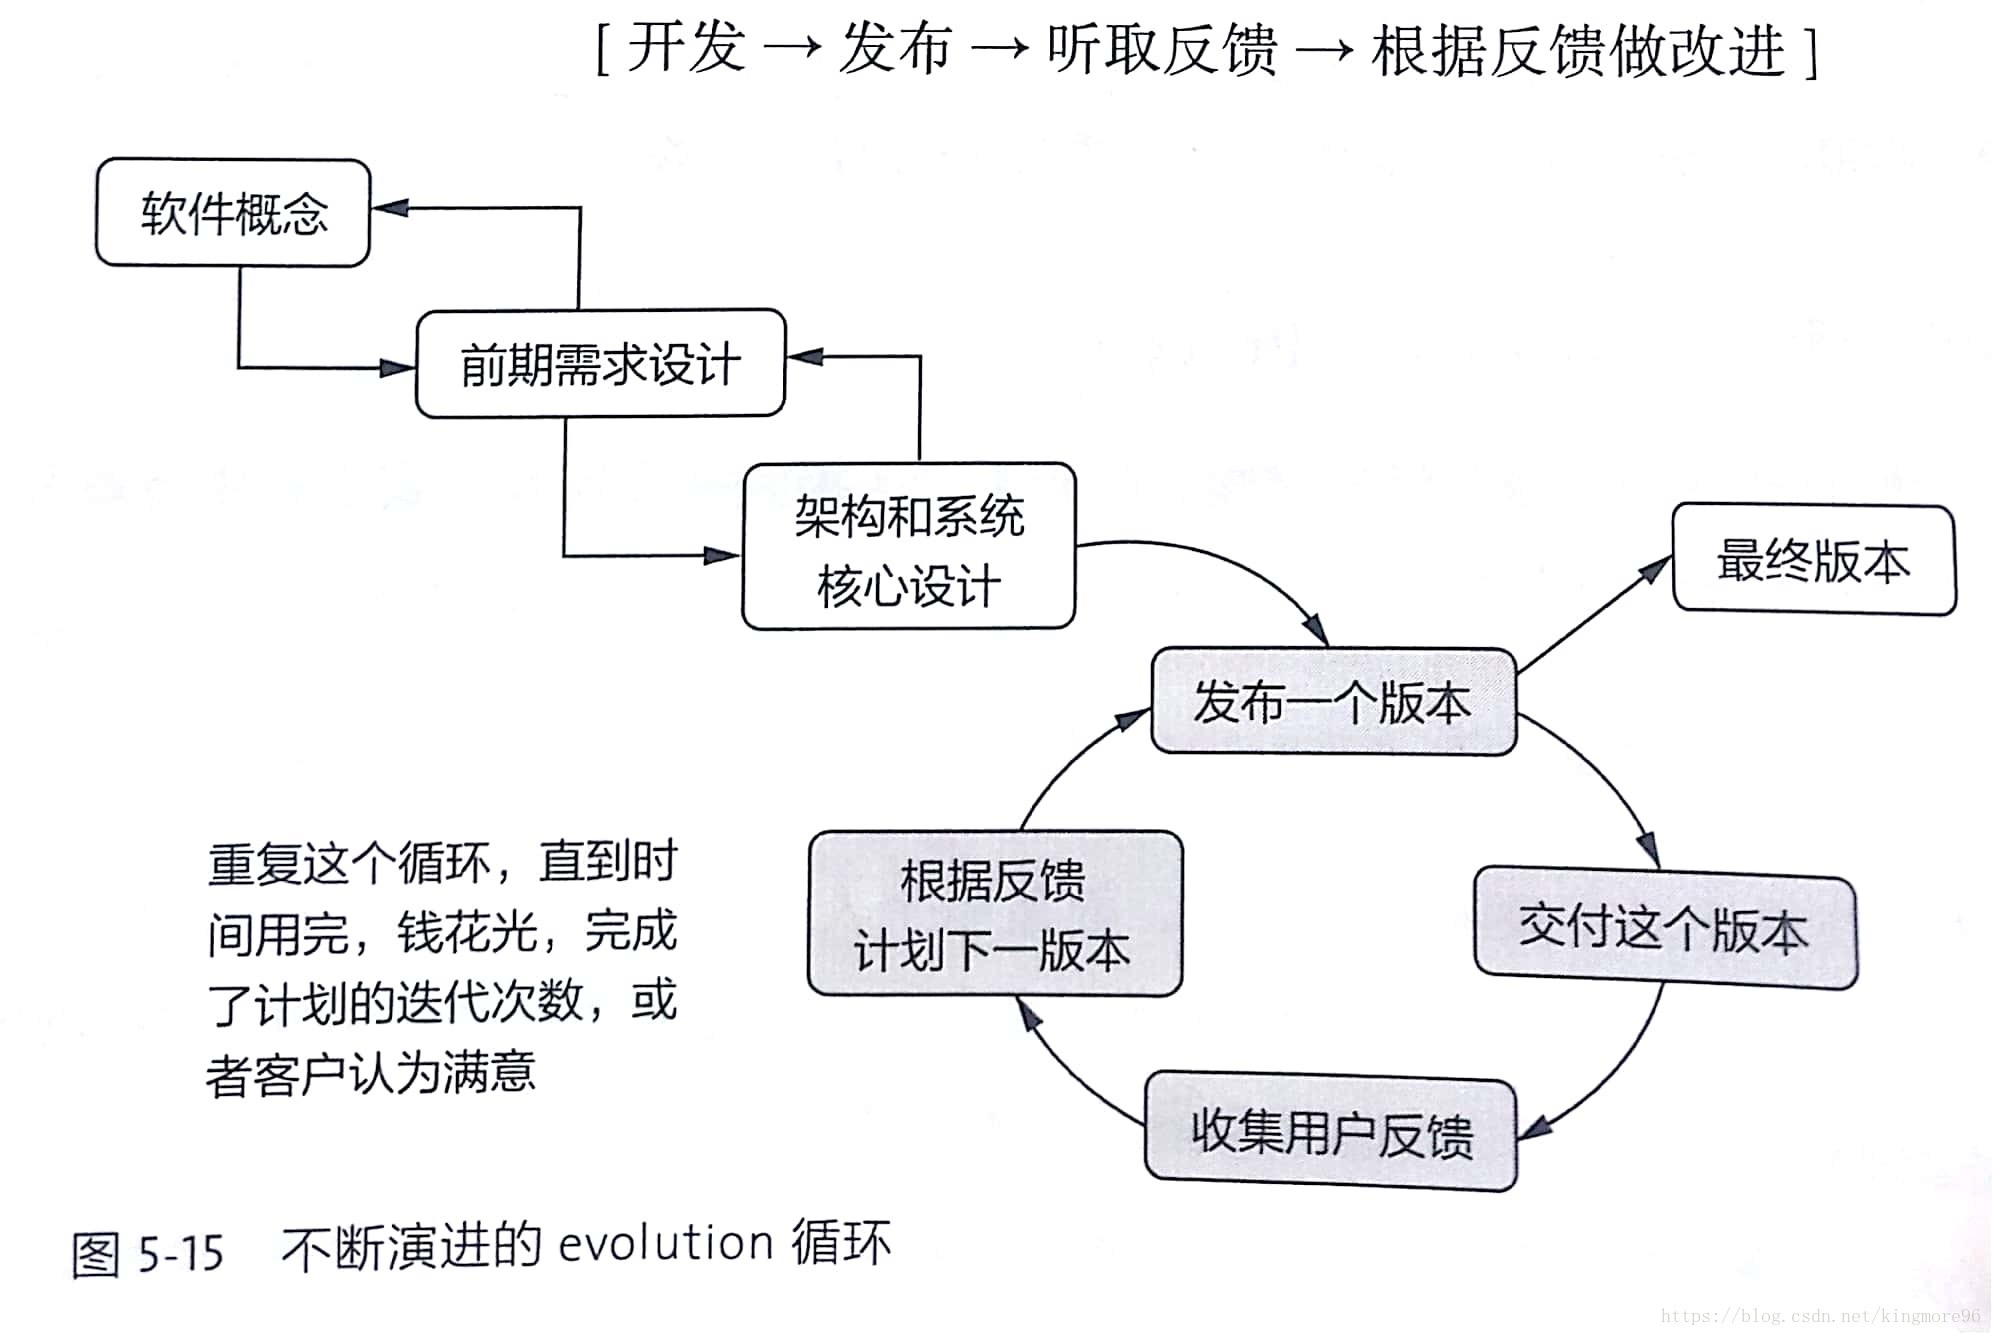 [ 开发 → 发布 → 听取反馈 → 根据反馈做改进 ]
软件概念
前期需求设计
架构和系统
核心设计
最终版本
发布一个版本
根据反馈
计划下一版本
交付这个版本
收集用户反馈
重复这个循环，直到时
间用完，钱花光，完成
了计划的迭代次数，或
者客户认为满意
图 5-15 不断演进的 evolution 循环
https://blog.csdn.net/kingmore96